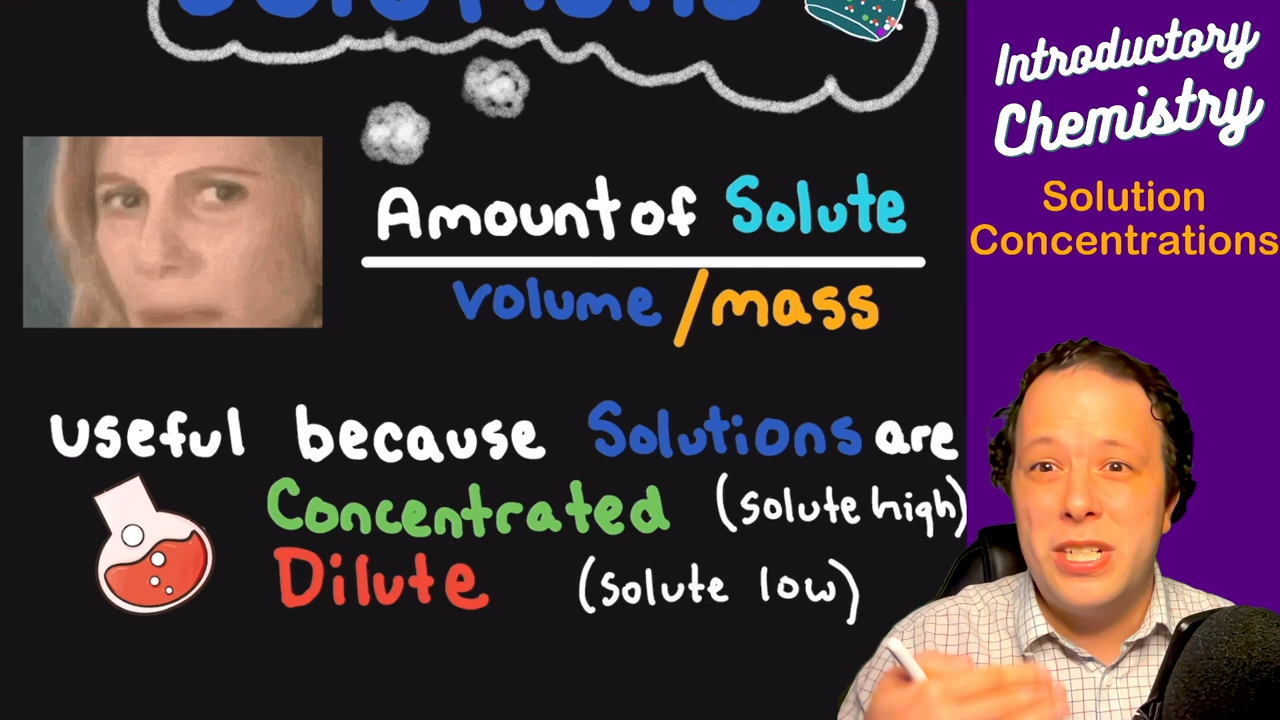 Solutions
Amount of Solute
volume/mass
useful because Solutions are
Concentrated (solute high)
Dilute (solute low)
Introductory
Chemistry
Solution
Concentrations